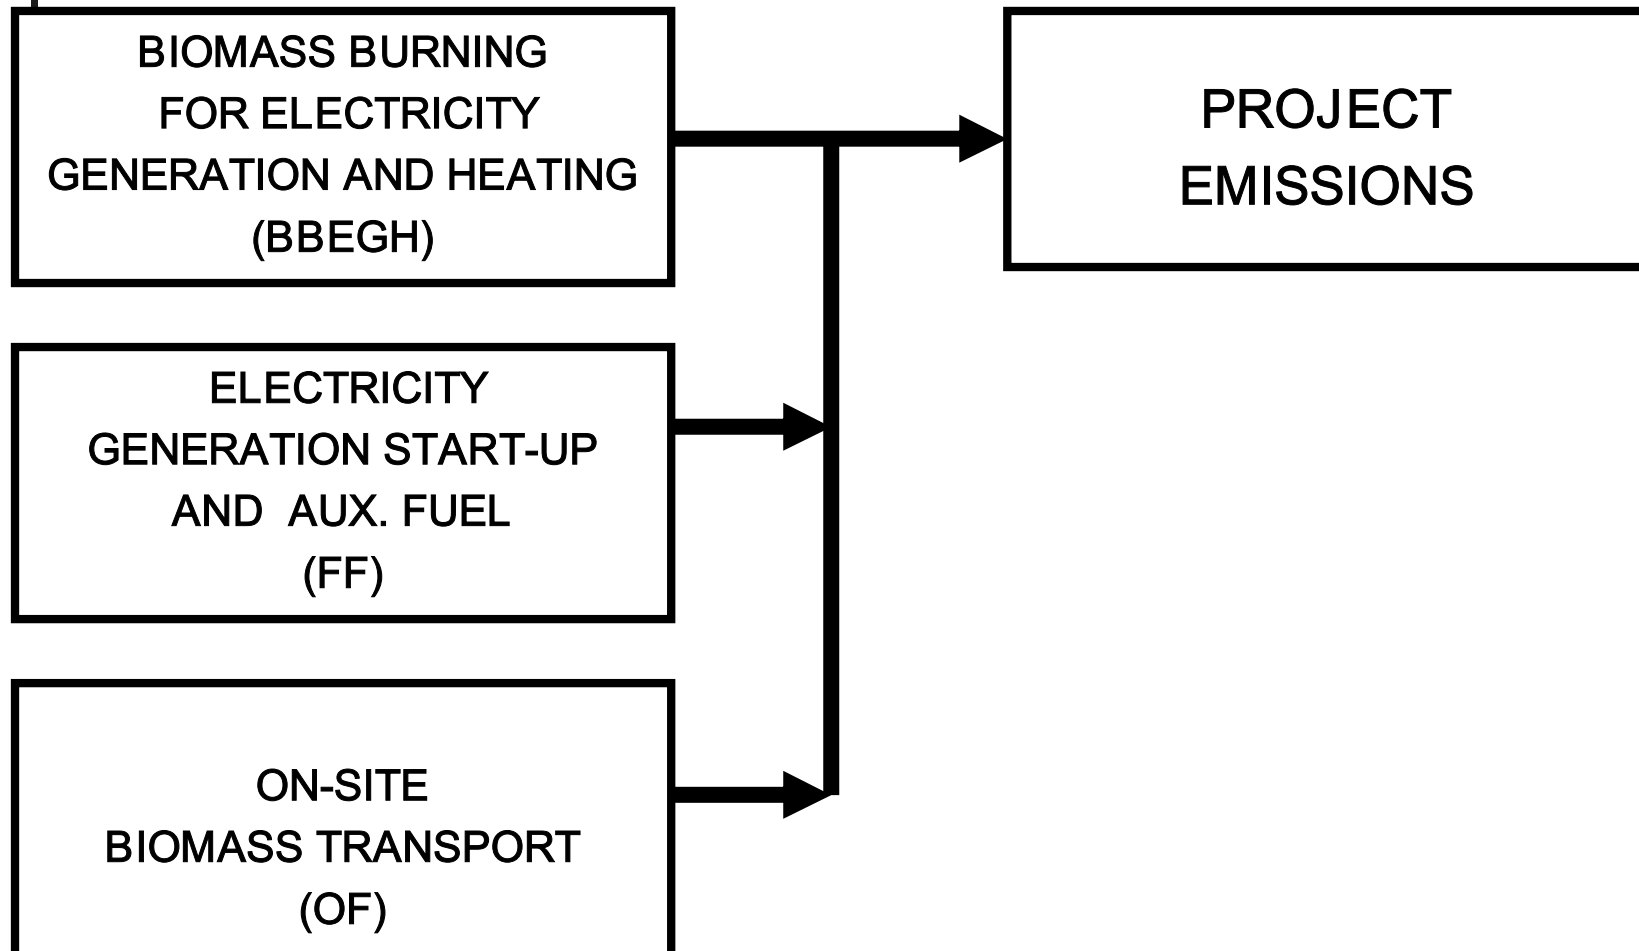 BIOMASS BURNING
FOR ELECTRICITY
GENERATION AND HEATING
(BBEGH)
PROJECT
EMISSIONS
ELECTRICITY
GENERATION START-UP
AND  AUX. FUEL
(FF)
ON-SITE
BIOMASS TRANSPORT
(OF)